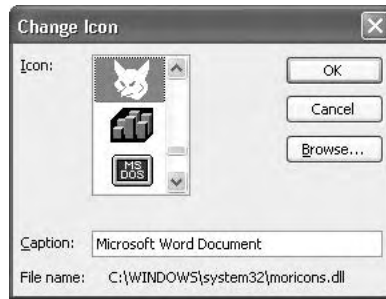 Change Icon
Icon:
OK
Cancel
Browse...
MS
DOS
Caption: Microsoft Word Document
File name: C:\WINDOWS\system32\moricons.dll